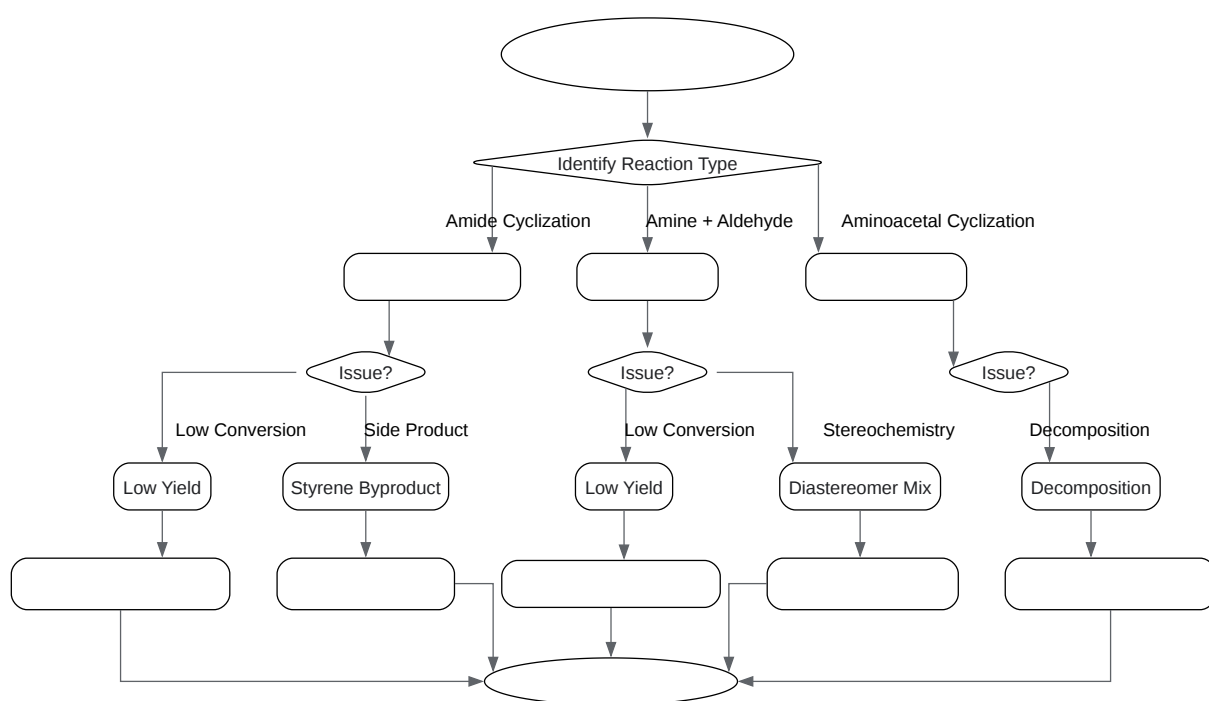 Identify Reaction Type
Amide Cyclization
Amine + Aldehyde
Aminoacetal Cyclization
Issue?
Issue?
Issue?
Low Conversion
Side Product
Low Conversion
Stereochemistry
Decomposition
Low Yield
Styrene Byproduct
Low Yield
Diastereomer Mix
Decomposition